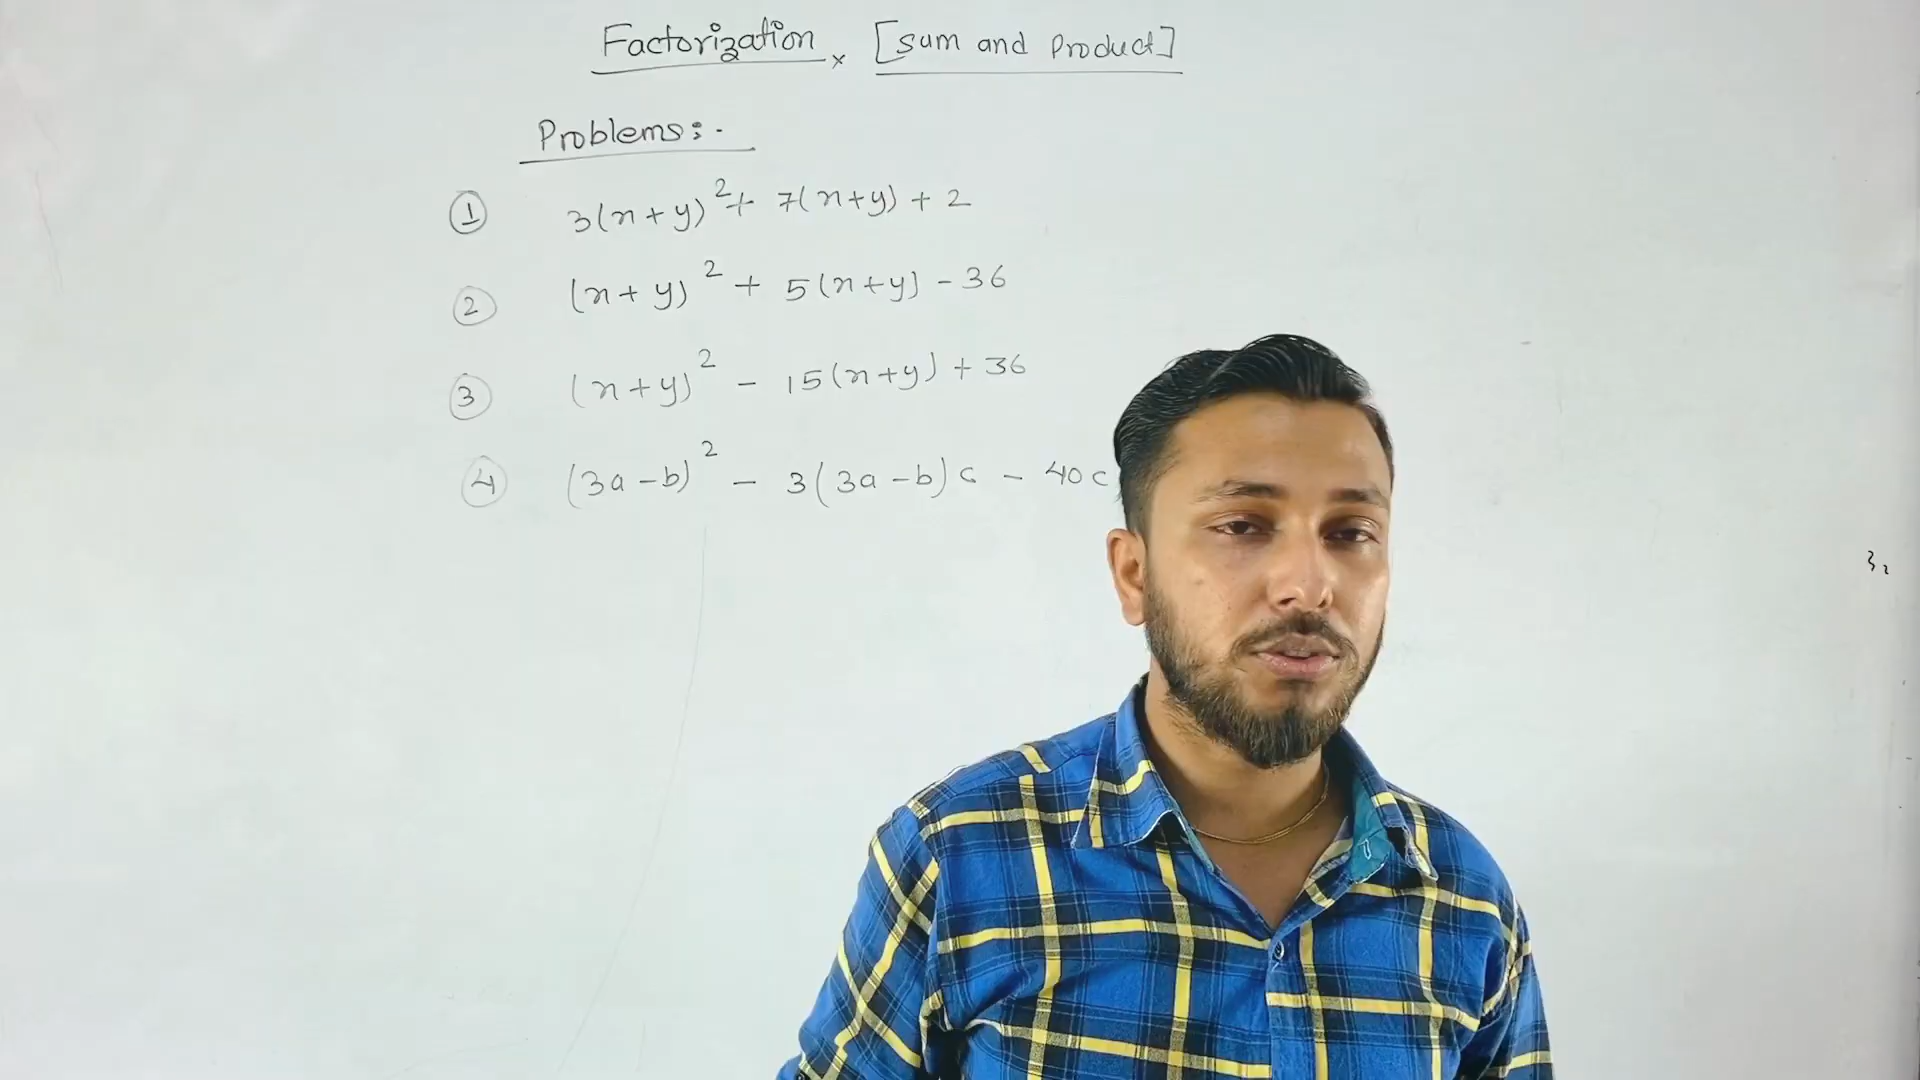 Factorization × [Sum and Product]
Problems:-
① 3(x+y)² + 7(x+y) + 2
② (x+y)² + 5(x+y) - 36
③ (x+y)² - 15(x+y) + 36
④ (3a-b)² - 3(3a-b)c - 40c